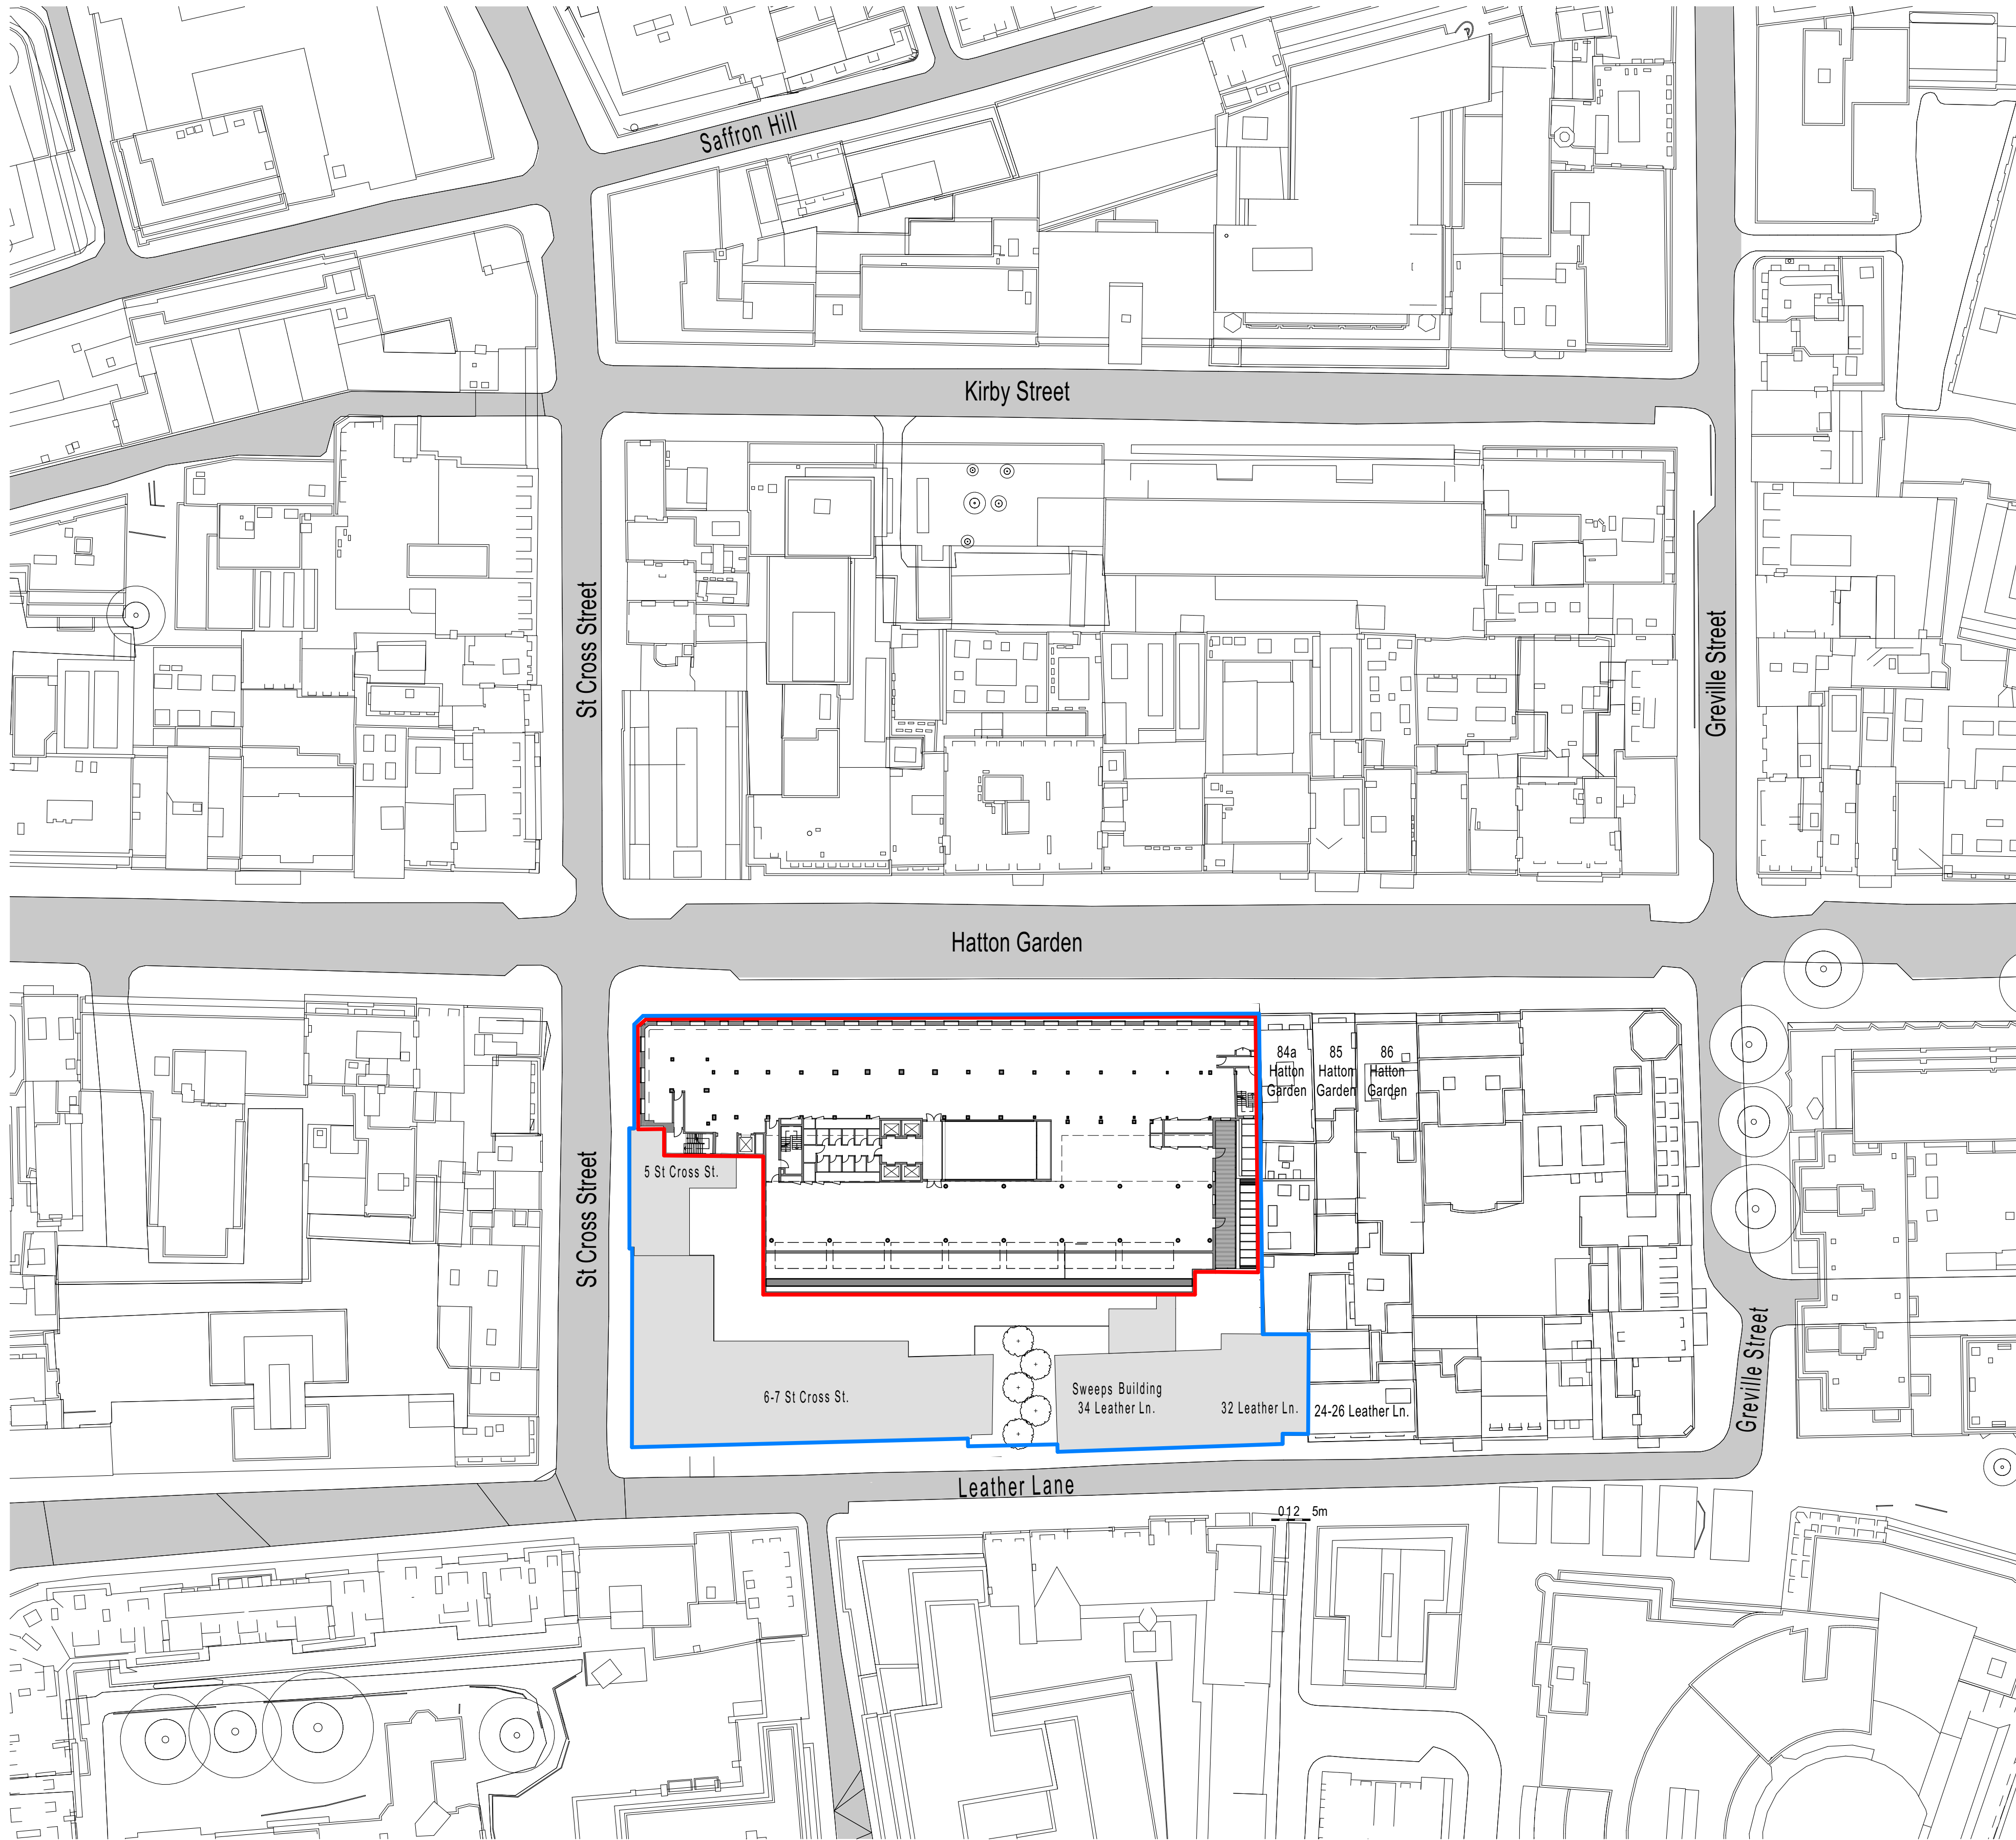 Saffron Hill
Kirby Street
St Cross Street
Greville Street
Hatton Garden
84a
Hatton
Garden
85
Hatton
Garden
86
Hatton
Garden
5 St Cross St.
St Cross Street
6-7 St Cross St.
Sweeps Building
34 Leather Ln.
32 Leather Ln.
24-26 Leather Ln.
Greville Street
Leather Lane
0 1 2 5m